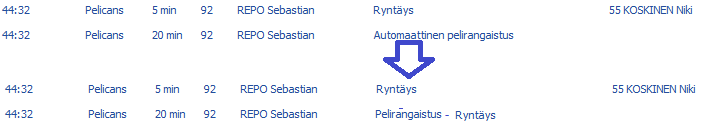 44:32 Pelicans 5 min 92 REPO Sebastian Ryntäys 55 KOSKINEN Niki
44:32 Pelicans 20 min 92 REPO Sebastian Automaattinen pelirangaistus
44:32 Pelicans 5 min 92 REPO Sebastian Ryntäys 55 KOSKINEN Niki
44:32 Pelicans 20 min 92 REPO Sebastian Pelirangaistus - Ryntäys